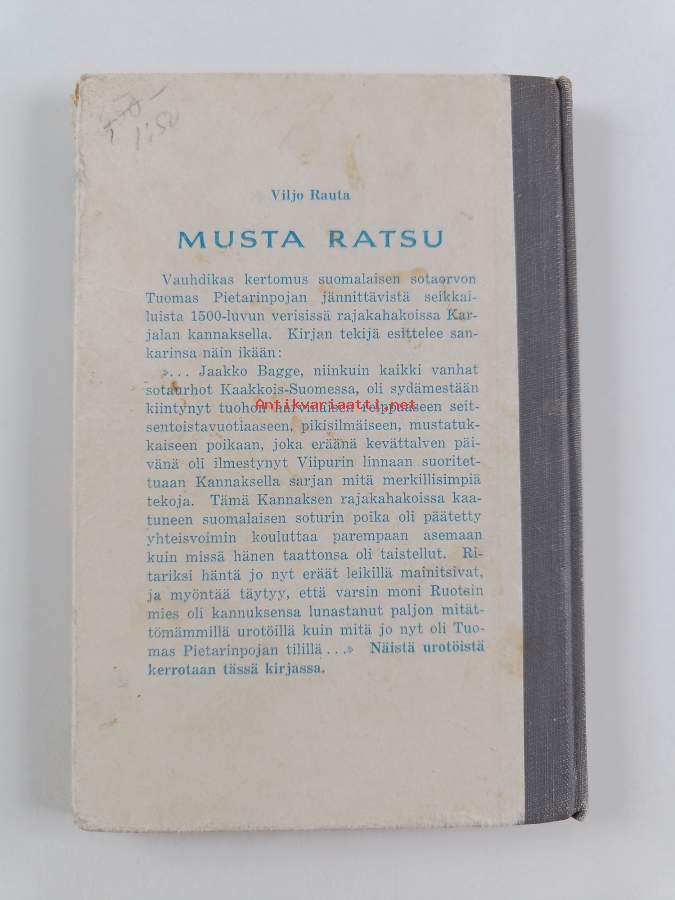 1:50
Viljo Rauta
MUSTA RATSU
Vauhdikas kertomus suomalaisen sotaorvon
Tuomas Pietarinpojan jännittävistä seikkai-
luista 1500-luvun verisissä rajakahakoissa Kar-
jalan kannaksella. Kirjan tekijä esittelee san-
karinsa näin ikään:
»... Jaakko Bagge, niinkuin kaikki vanhat
sotaurhot Kaakkois-Suomessa, oli sydämestään
kiintynyt tuohon harvinaisen reippaaseen seit-
Antikvariaatti.net
sentoistavuotiaaseen, pikisilmäiseen, mustatuk-
kaiseen poikaan, joka eräänä kevättalven päi-
vänä oli ilmestynyt Viipurin linnaan suoritet-
tuaan Kannaksella sarjan mitä merkillisimpiä
tekoja. Tämä Kannaksen rajakahakoissa kaa-
tuneen suomalaisen soturin poika oli päätetty
yhteisvoimin kouluttaa parempaan asemaan
kuin missä hänen taattonsa oli taistellut. Ri-
tariksi häntä jo nyt eräät leikillä mainitsivat,
ja myöntää täytyy, että varsin moni Ruotsin
mies oli kannuksensa lunastanut paljon mität-
tömämmillä urotöillä kuin mitä jo nyt oli Tuo-
mas Pietarinpojan tilillä ...» Näistä urotöistä
kerrotaan tässä kirjassa.